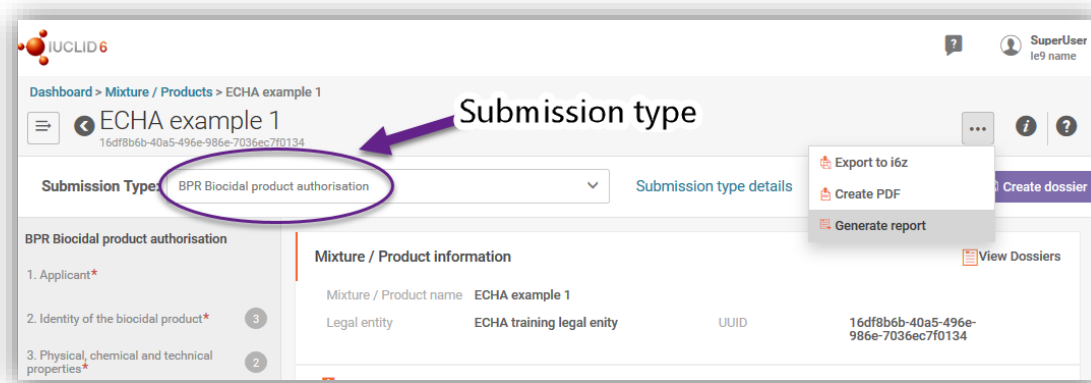 IUCLID 6
?
SuperUser
le9 name
Dashboard > Mixture / Products > ECHA example 1
ECHA example 1
16df8b6b-40a5-496e-986e-7036ec7f0134
Submission type
Submission Type: BPR Biocidal product authorisation
Submission type details
Export to i6z
Create PDF
Generate report
Create dossier
BPR Biocidal product authorisation
1. Applicant*
2. Identity of the biocidal product* 3
3. Physical, chemical and technical
properties* 2
Mixture / Product information
View Dossiers
Mixture / Product name ECHA example 1
Legal entity ECHA training legal enity UUID 16df8b6b-40a5-496e-
986e-7036ec7f0134